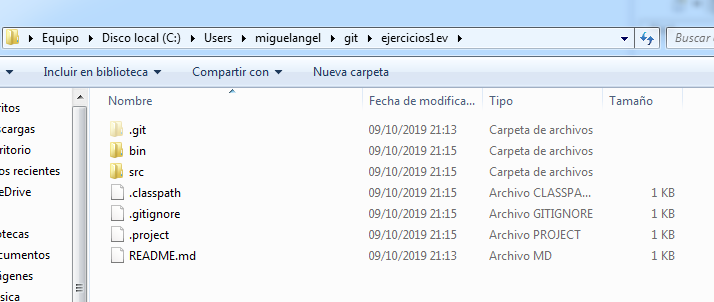 Equipo Disco local (C:) Users miguelangel git ejercicios1ev Buscar
Incluir en biblioteca Compartir con Nueva carpeta
Nombre Fecha de modifica... Tipo Tamaño
ritos .git 09/10/2019 21:13 Carpeta de archivos
scargas bin 09/10/2019 21:15 Carpeta de archivos
ritorio src 09/10/2019 21:15 Carpeta de archivos
os recientes .classpath 09/10/2019 21:15 Archivo CLASSPA... 1 KB
eDrive .gitignore 09/10/2019 21:15 Archivo GITIGNORE 1 KB
.project 09/10/2019 21:15 Archivo PROJECT 1 KB
otecas README.md 09/10/2019 21:13 Archivo MD 1 KB
cumentos
ágenes
úsica